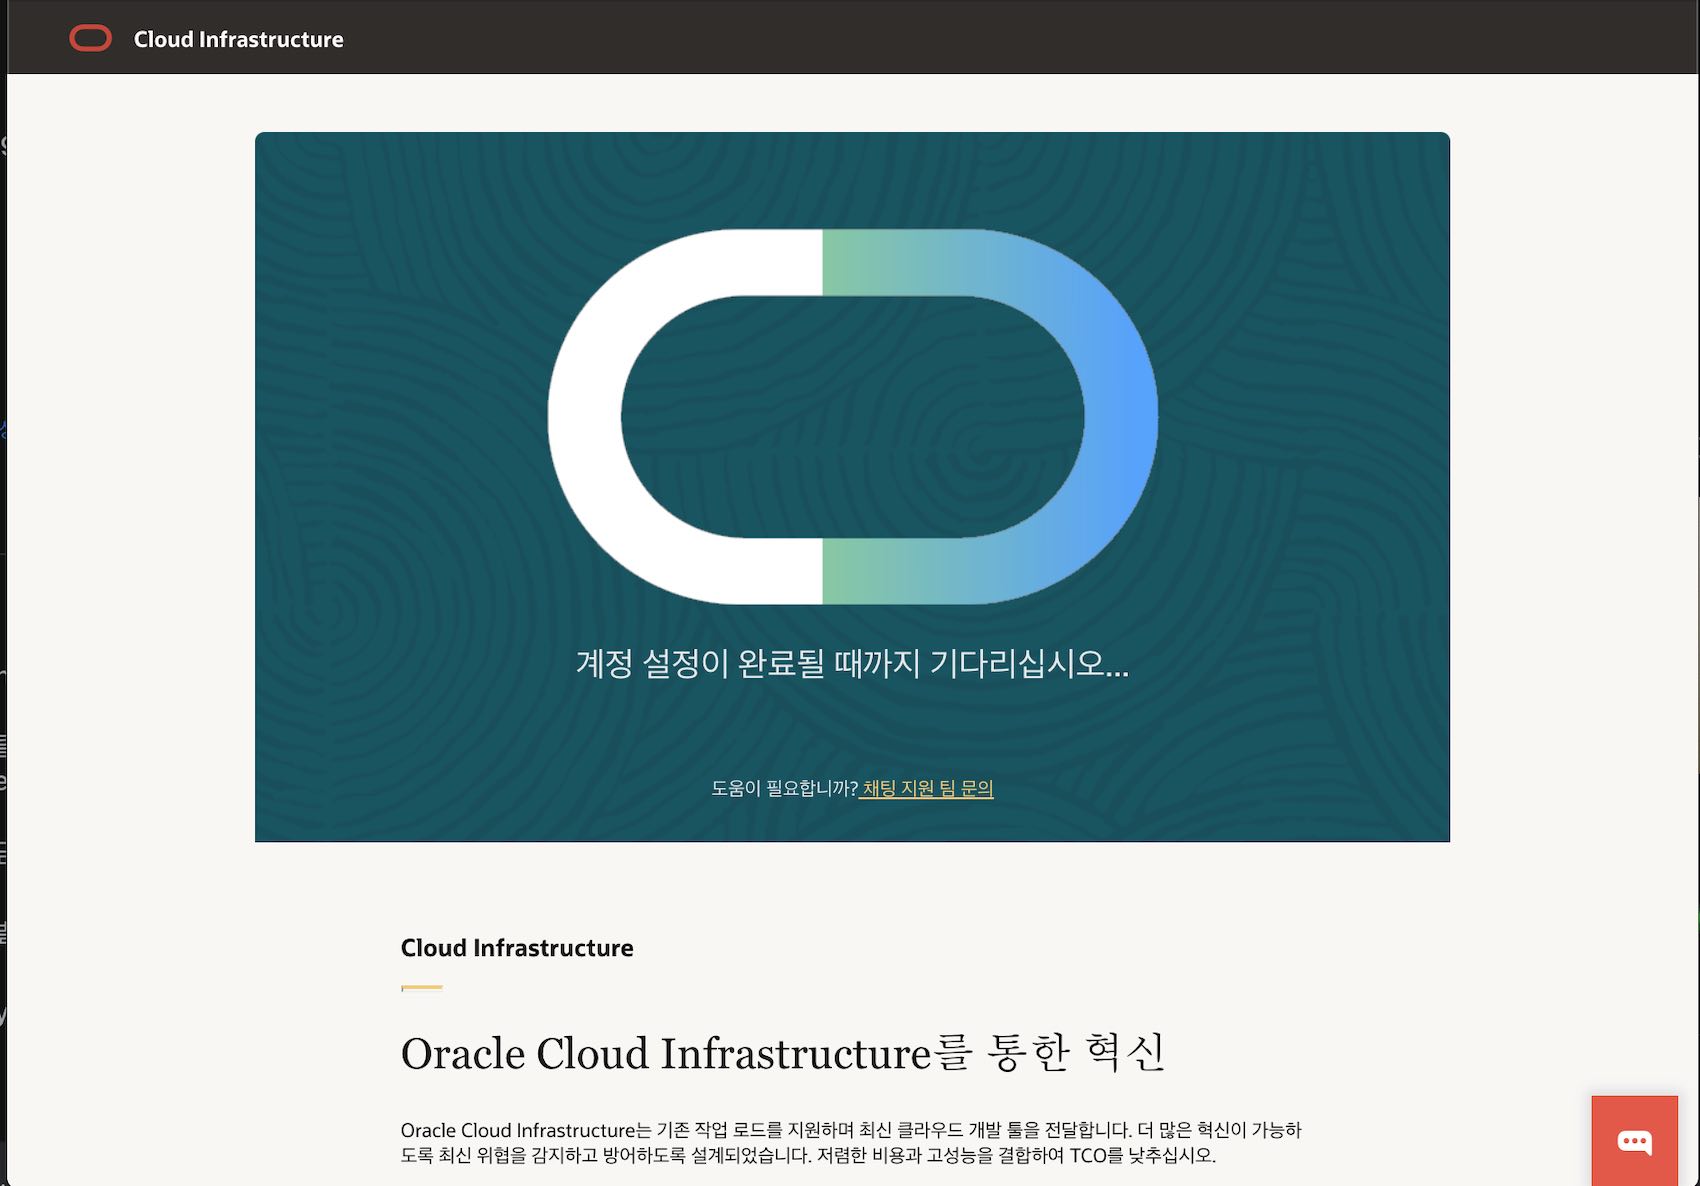 Cloud Infrastructure
계정 설정이 완료될 때까지 기다리십시오...
도움이 필요합니까? 채팅 지원 팀 문의
Cloud Infrastructure
Oracle Cloud Infrastructure를 통한 혁신
Oracle Cloud Infrastructure는 기존 작업 로드를 지원하며 최신 클라우드 개발 툴을 전달합니다. 더 많은 혁신이 가능하
도록 최신 위협을 감지하고 방어하도록 설계되었습니다. 저렴한 비용과 고성능을 결합하여 TCO를 낮추십시오.